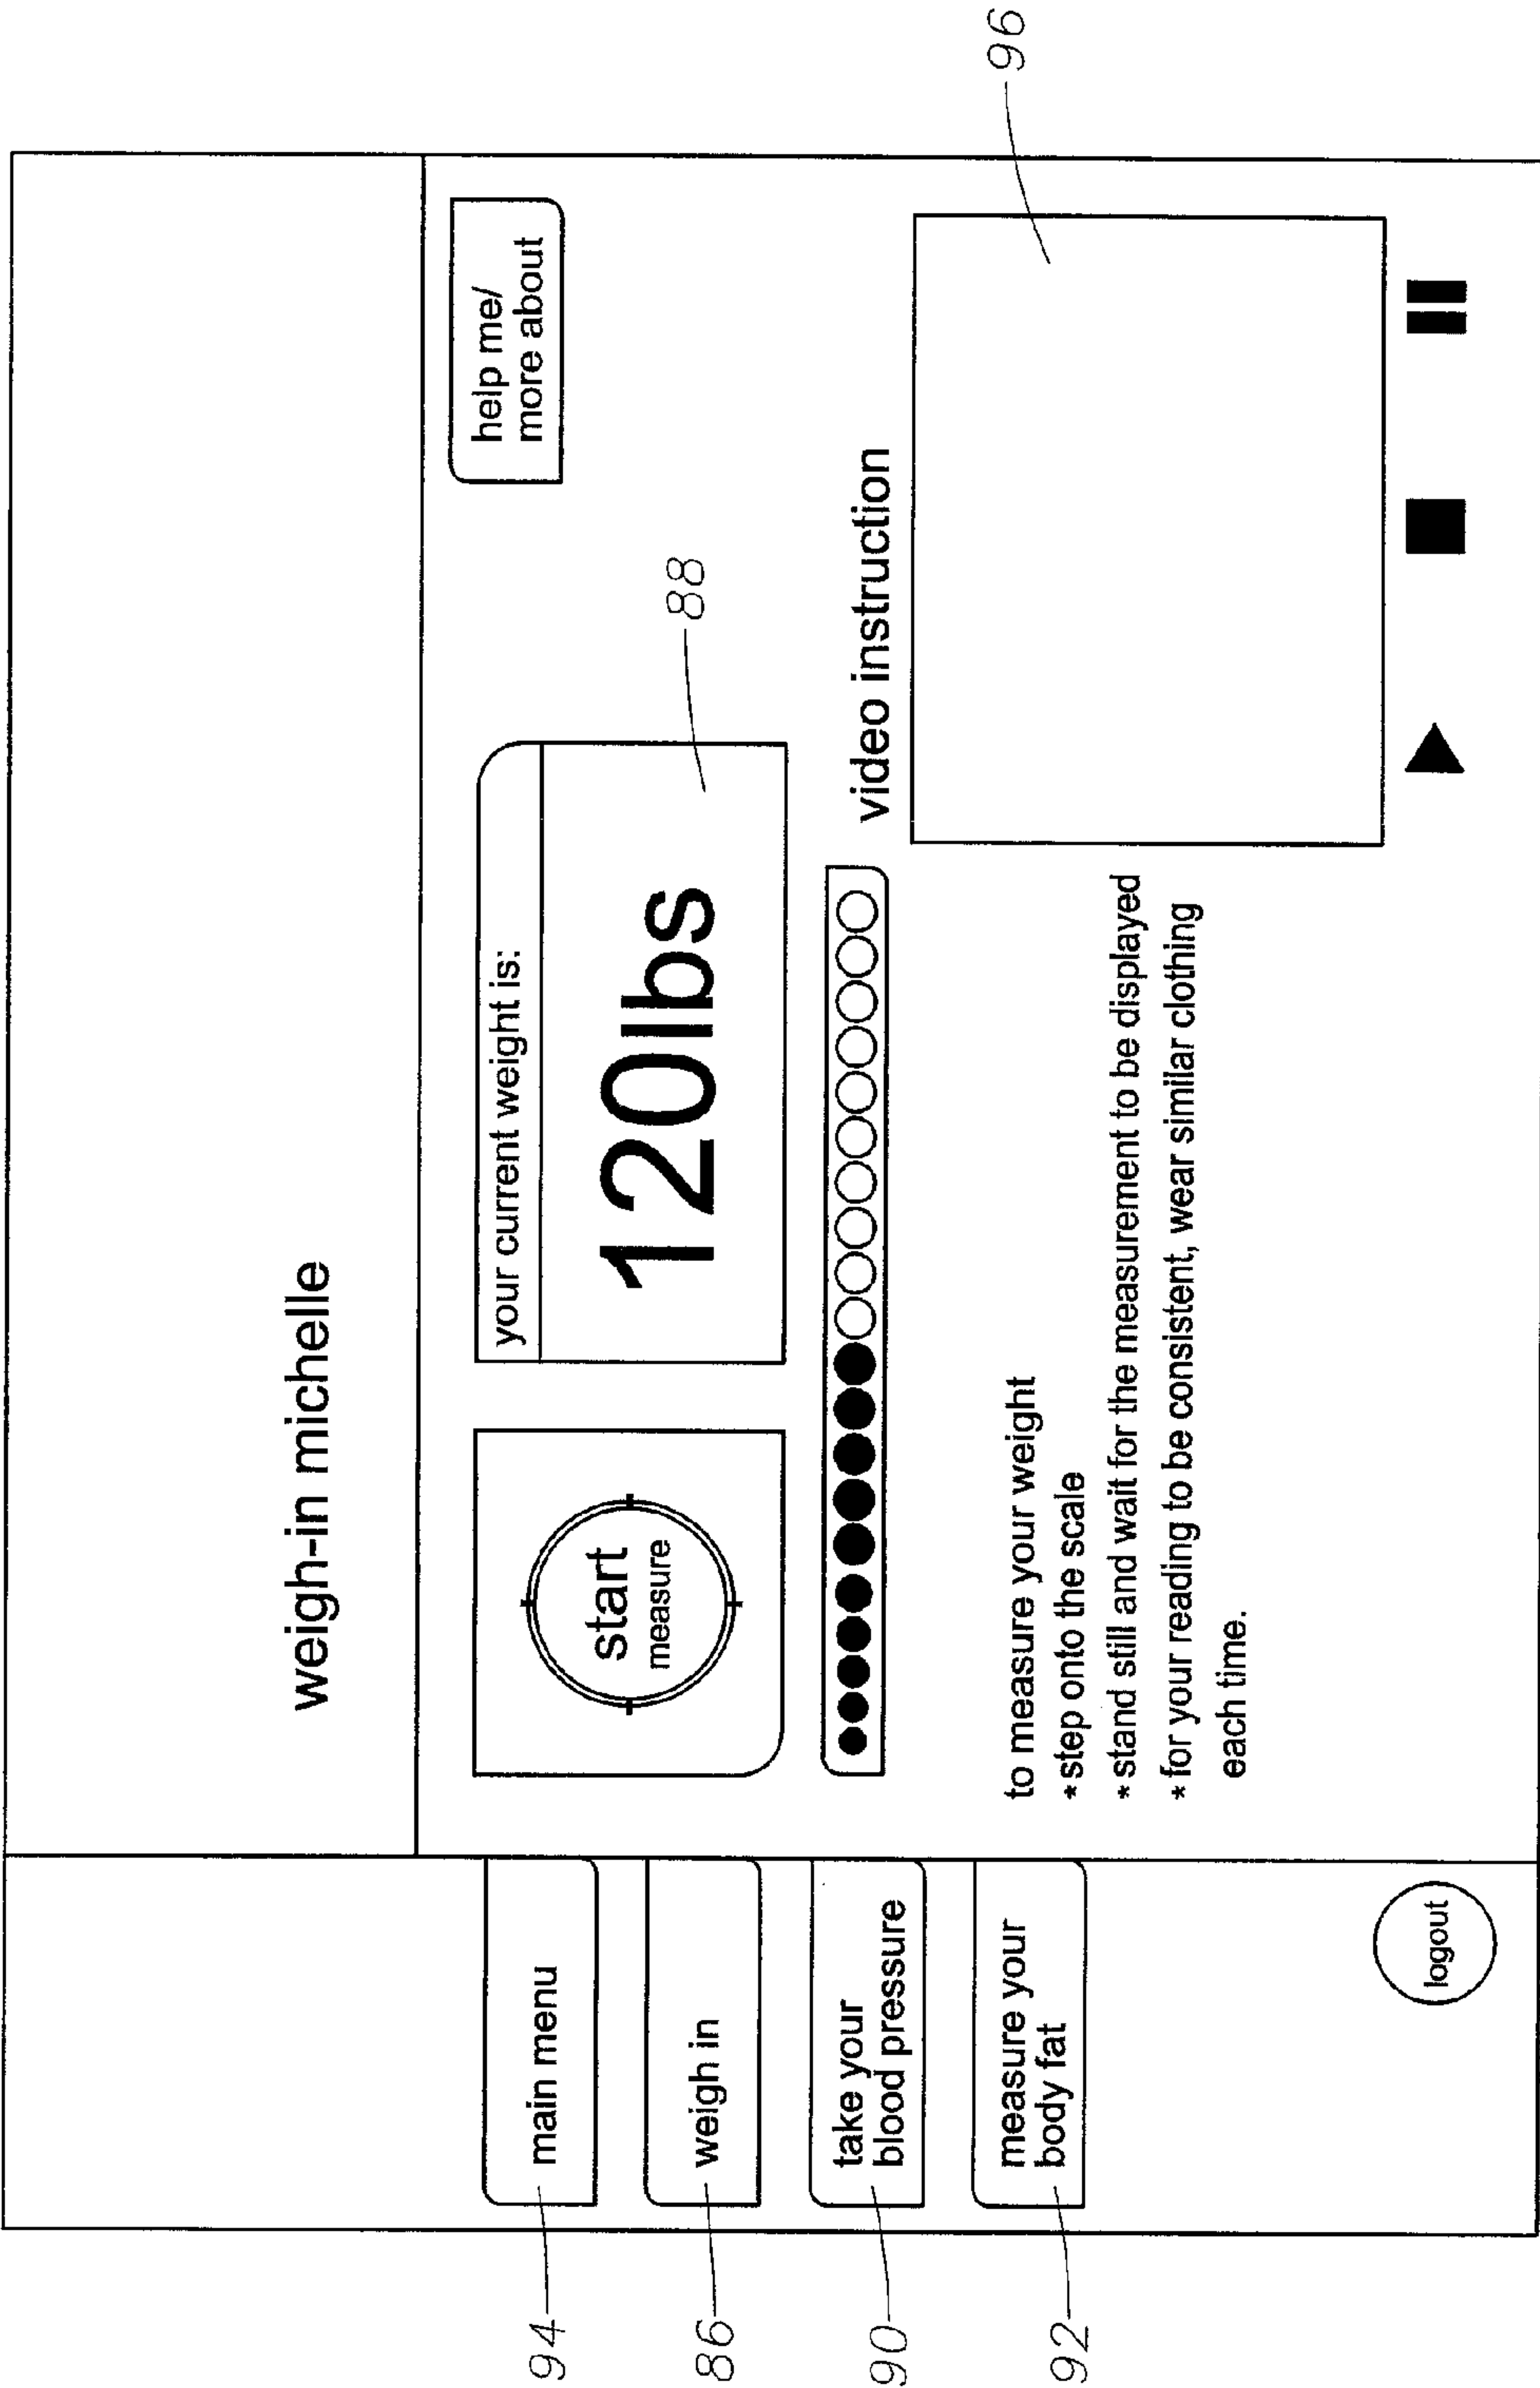 weigh-in michelle
help me/
more about
94
main menu
86
weigh in
90
take your
blood pressure
92
measure your
body fat
logout
start
measure
your current weight is:
120lbs
88
to measure your weight
*step onto the scale
*stand still and wait for the measurement to be displayed
*for your reading to be consistent, wear similar clothing
each time.
video instruction
96